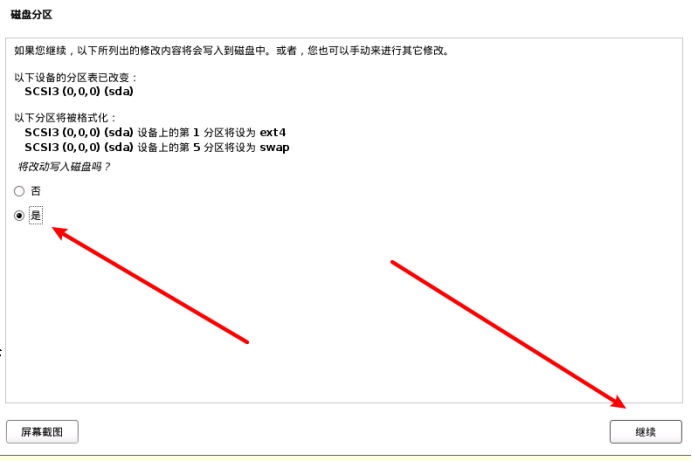 磁盘分区
如果您继续，以下所列出的修改内容将会写入到磁盘中。或者，您也可以手动来进行其它修改。
以下设备的分区表已改变：
SCSI3 (0,0,0) (sda)
以下分区将被格式化：
SCSI3 (0,0,0) (sda) 设备上的第 1 分区将设为 ext4
SCSI3 (0,0,0) (sda) 设备上的第 5 分区将设为 swap
将改动写入磁盘吗？
否
是
屏幕截图
继续